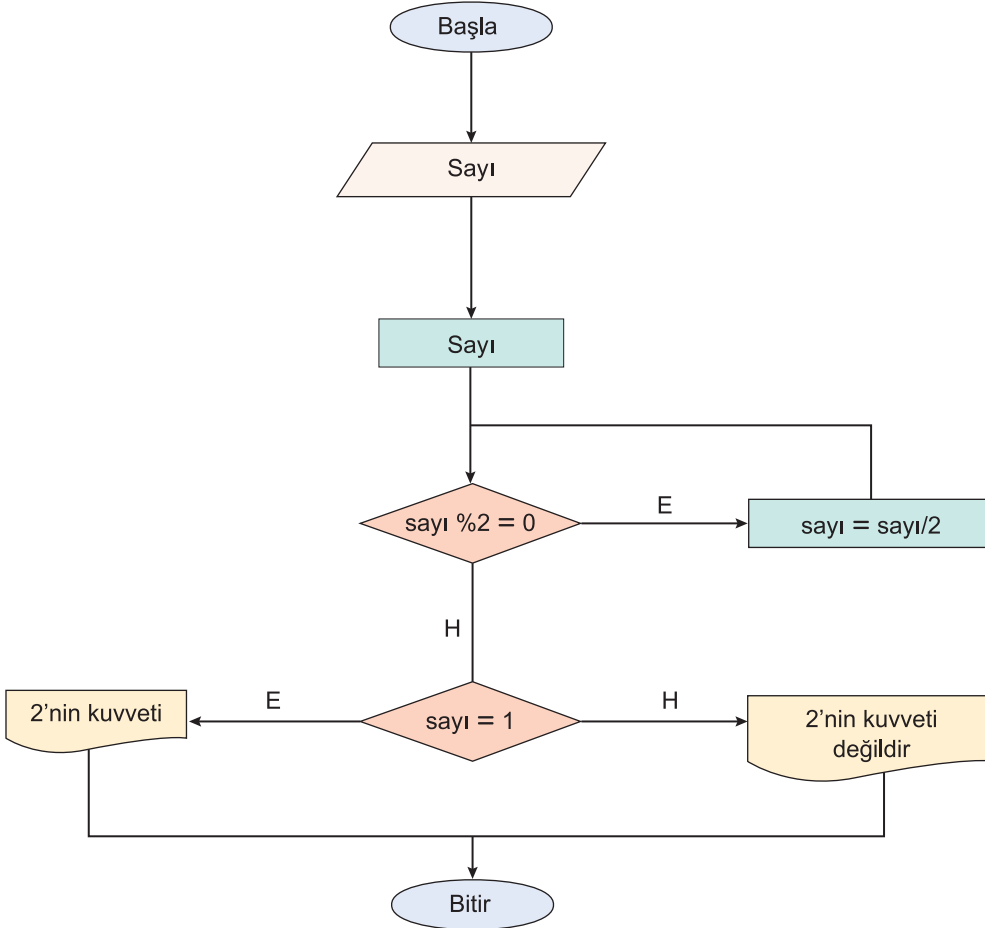 Başla
Sayı
Sayı
sayı %2 = 0
E
sayı = sayı/2
H
2’nin kuvveti
E
sayı = 1
H
2’nin kuvveti
değildir
Bitir